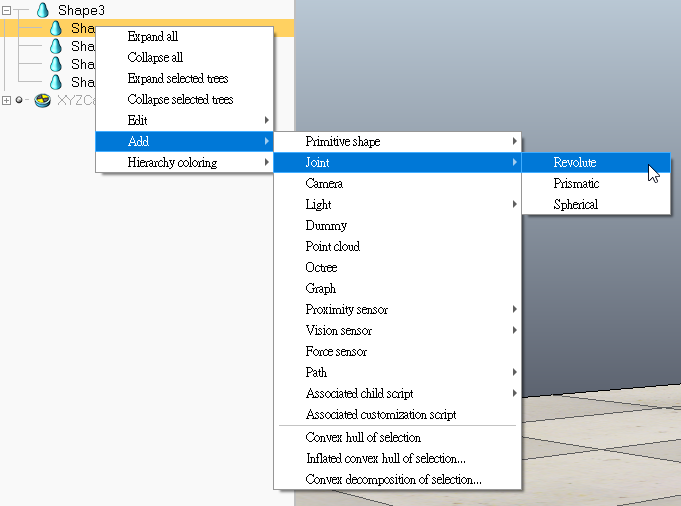 Shape3
Sha
Sha
Sha
Sha
XYZCa
Expand all
Collapse all
Expand selected trees
Collapse selected trees
Edit
Add
Hierarchy coloring
Primitive shape
Joint
Camera
Light
Dummy
Point cloud
Octree
Graph
Proximity sensor
Vision sensor
Force sensor
Path
Associated child script
Associated customization script
Convex hull of selection
Inflated convex hull of selection...
Convex decomposition of selection...
Revolute
Prismatic
Spherical